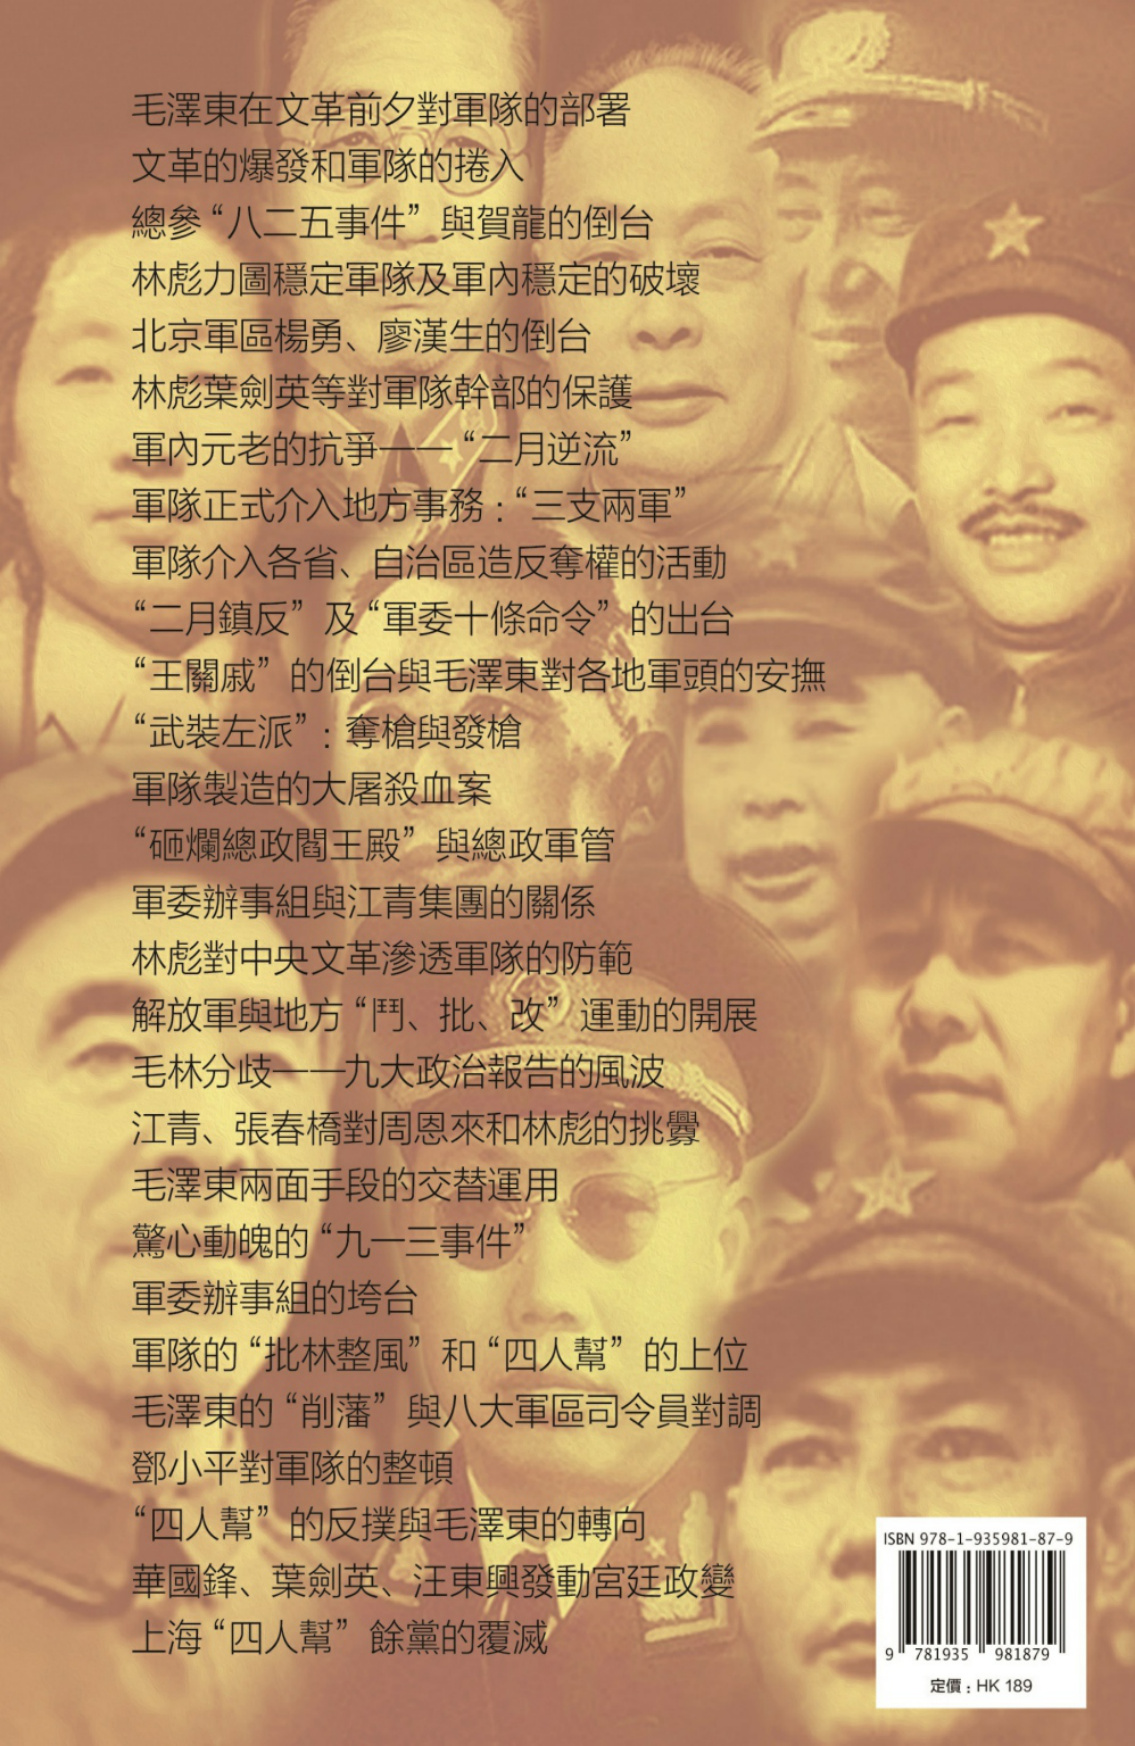 毛澤東在文革前夕對軍隊的部署
文革的爆發和軍隊的捲入
總參“八二五事件”與賀龍的倒台
林彪力圖穩定軍隊及軍內穩定的破壞
北京軍區楊勇、廖漢生的倒台
林彪葉劍英等對軍隊幹部的保護
軍內元老的抗爭——“二月逆流”
軍隊正式介入地方事務：“三支兩軍”
軍隊介入各省、自治區造反奪權的活動
“二月鎮反”及“軍委十條命令”的出台
“王關戚”的倒台與毛澤東對各地軍頭的安撫
“武裝左派”：奪槍與發槍
軍隊製造的大屠殺血案
“砸爛總政閻王殿”與總政軍管
軍委辦事組與江青集團的關係
林彪對中央文革滲透軍隊的防範
解放軍與地方“鬥、批、改”運動的開展
毛林分歧——九大政治報告的風波
江青、張春橋對周恩來和林彪的挑釁
毛澤東兩面手段的交替運用
驚心動魄的“九一三事件”
軍委辦事組的垮台
軍隊的“批林整風”和“四人幫”的上位
毛澤東的“削藩”與八大軍區司令員對調
鄧小平對軍隊的整頓
“四人幫”的反撲與毛澤東的轉向
華國鋒、葉劍英、汪東興發動宮廷政變
上海“四人幫”餘黨的覆滅
ISBN 978-1-935981-87-9
9 781935 981879
定價：HK 189